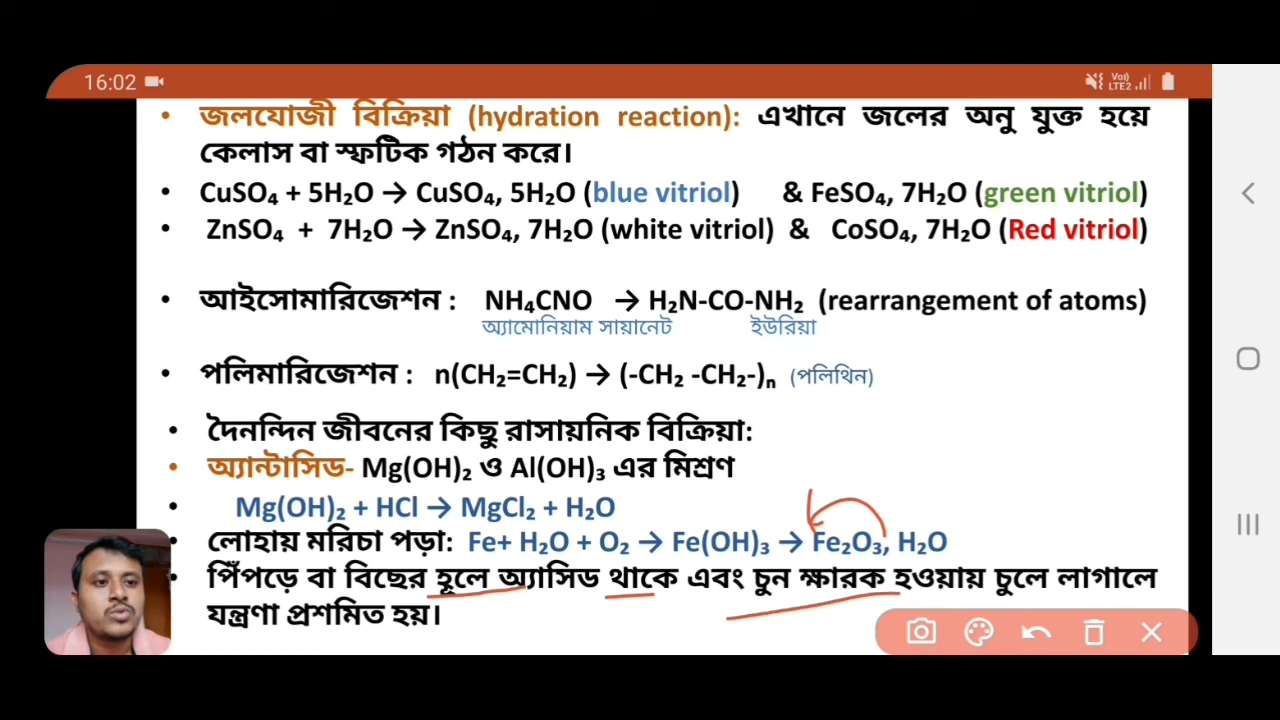 16:02
Vo) LTE2
• জলযোজী বিক্রিয়া (hydration reaction): এখানে জলের অনু যুক্ত হয়ে
কেলাস বা স্ফটিক গঠন করে।
• CuSO₄ + 5H₂O → CuSO₄, 5H₂O (blue vitriol) & FeSO₄, 7H₂O (green vitriol)
• ZnSO₄ + 7H₂O → ZnSO₄, 7H₂O (white vitriol) & CoSO₄, 7H₂O (Red vitriol)
• আইসোমারিজেশন : NH₄CNO → H₂N-CO-NH₂ (rearrangement of atoms)
অ্যামোনিয়াম সায়ানেট ইউরিয়া
• পলিমারিজেশন : n(CH₂=CH₂) → (-CH₂ -CH₂-)ₙ (পলিথিন)
• দৈনন্দিন জীবনের কিছু রাসায়নিক বিক্রিয়া:
• অ্যান্টাসিড- Mg(OH)₂ ও Al(OH)₃ এর মিশ্রণ
• Mg(OH)₂ + HCl → MgCl₂ + H₂O
• লোহায় মরিচা পড়া: Fe+ H₂O + O₂ → Fe(OH)₃ → Fe₂O₃, H₂O
• পিঁপড়ে বা বিছের হূলে অ্যাসিড থাকে এবং চুন ক্ষারক হওয়ায় চুলে লাগালে
যন্ত্রণা প্রশমিত হয়।